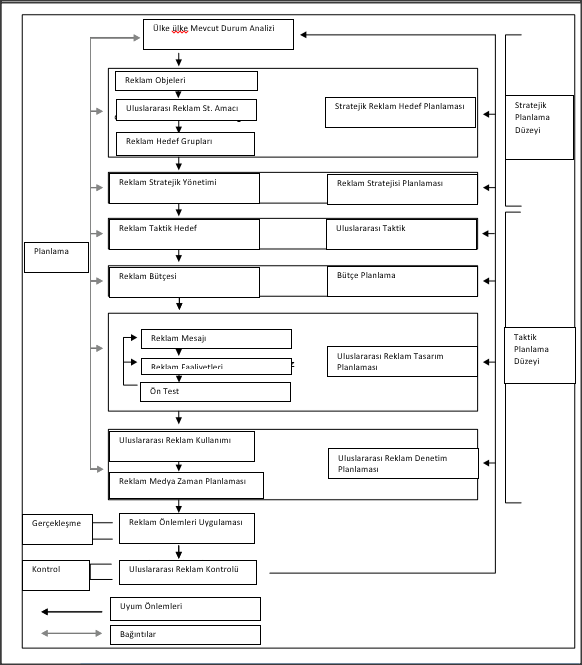 Ülke ülke Mevcut Durum Analizi
Reklam Objeleri
Uluslararası Reklam St. Amacı
Stratejik Reklam Hedef Planlaması
Reklam Hedef Grupları
Stratejik
Planlama
Düzeyi
Reklam Stratejik Yönetimi
Reklam Stratejisi Planlaması
Reklam Taktik Hedef
Uluslararası Taktik
Planlama
Reklam Bütçesi
Bütçe Planlama
Reklam Mesajı
Reklam Faaliyetleri
Ön Test
Uluslararası Reklam Tasarım
Planlaması
Taktik
Planlama
Düzeyi
Uluslararası Reklam Kullanımı
Reklam Medya Zaman Planlaması
Uluslararası Reklam Denetim
Planlaması
Gerçekleşme
Reklam Önlemleri Uygulaması
Kontrol
Uluslararası Reklam Kontrolü
Uyum Önlemleri
Bağıntılar